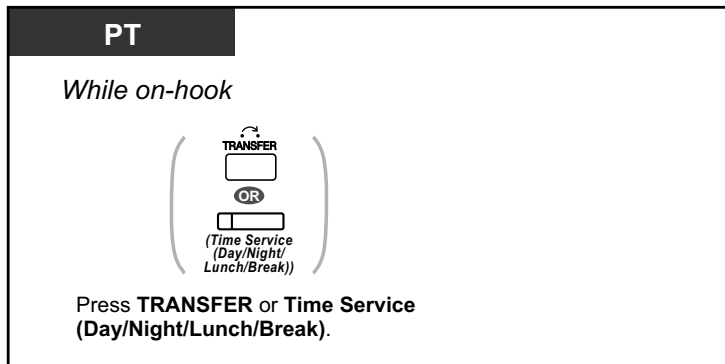 PT
While on-hook
TRANSFER
OR
(Time Service
(Day/Night/
Lunch/Break))
Press TRANSFER or Time Service
(Day/Night/Lunch/Break).